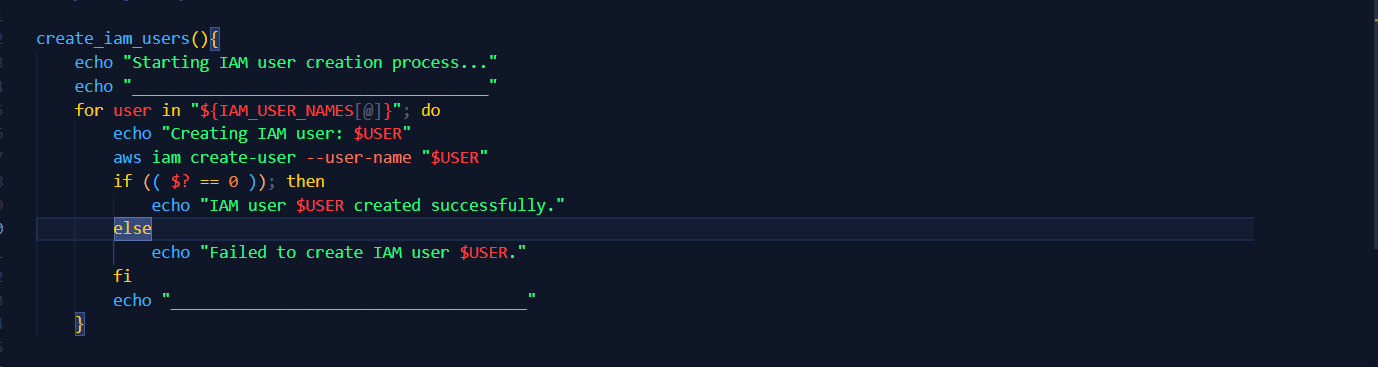 create_iam_users(){
    echo "Starting IAM user creation process..."
    echo "_____________________________________"
    for user in "${IAM_USER_NAMES[@]}"; do
        echo "Creating IAM user: $USER"
        aws iam create-user --user-name "$USER"
        if (( $? == 0 )); then
            echo "IAM user $USER created successfully."
        else
            echo "Failed to create IAM user $USER."
        fi
        echo "_____________________________________"
    }